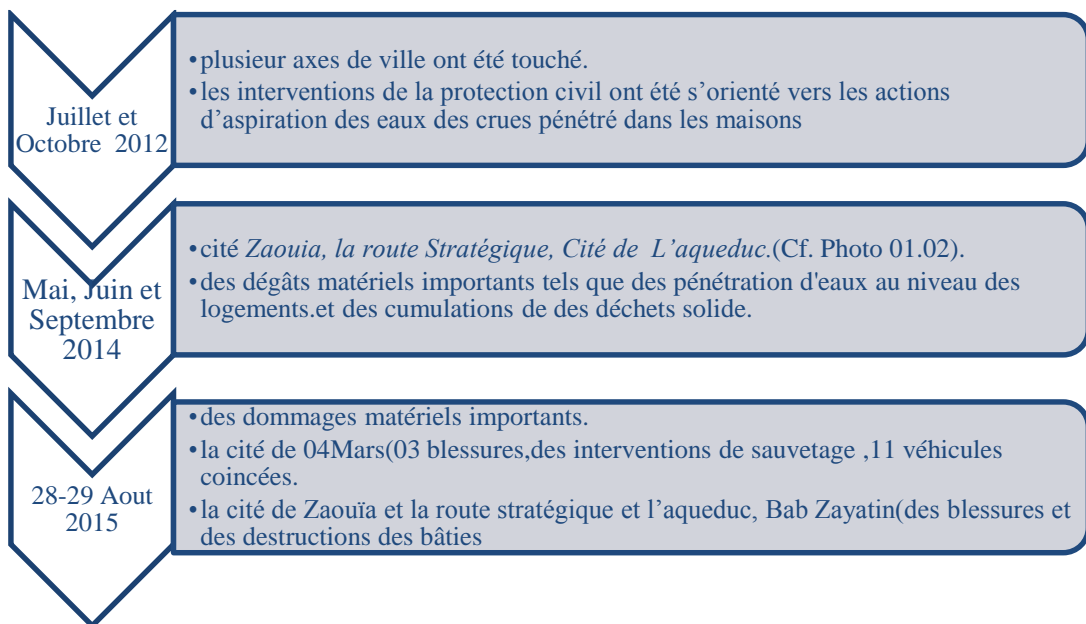 Juillet et
Octobre 2012
•plusieur axes de ville ont été touché.
•les interventions de la protection civil ont été s’orienté vers les actions
d’aspiration des eaux des crues pénétré dans les maisons
Mai, Juin et
Septembre
2014
•cité Zaouia, la route Stratégique, Cité de L’aqueduc.(Cf. Photo 01.02).
•des dégâts matériels importants tels que des pénétration d'eaux au niveau des
logements.et des cumulations de des déchets solide.
28-29 Aout
2015
•des dommages matériels importants.
•la cité de 04Mars(03 blessures,des interventions de sauvetage ,11 véhicules
coincées.
•la cité de Zaouïa et la route stratégique et l’aqueduc, Bab Zayatin(des blessures et
des destructions des bâties